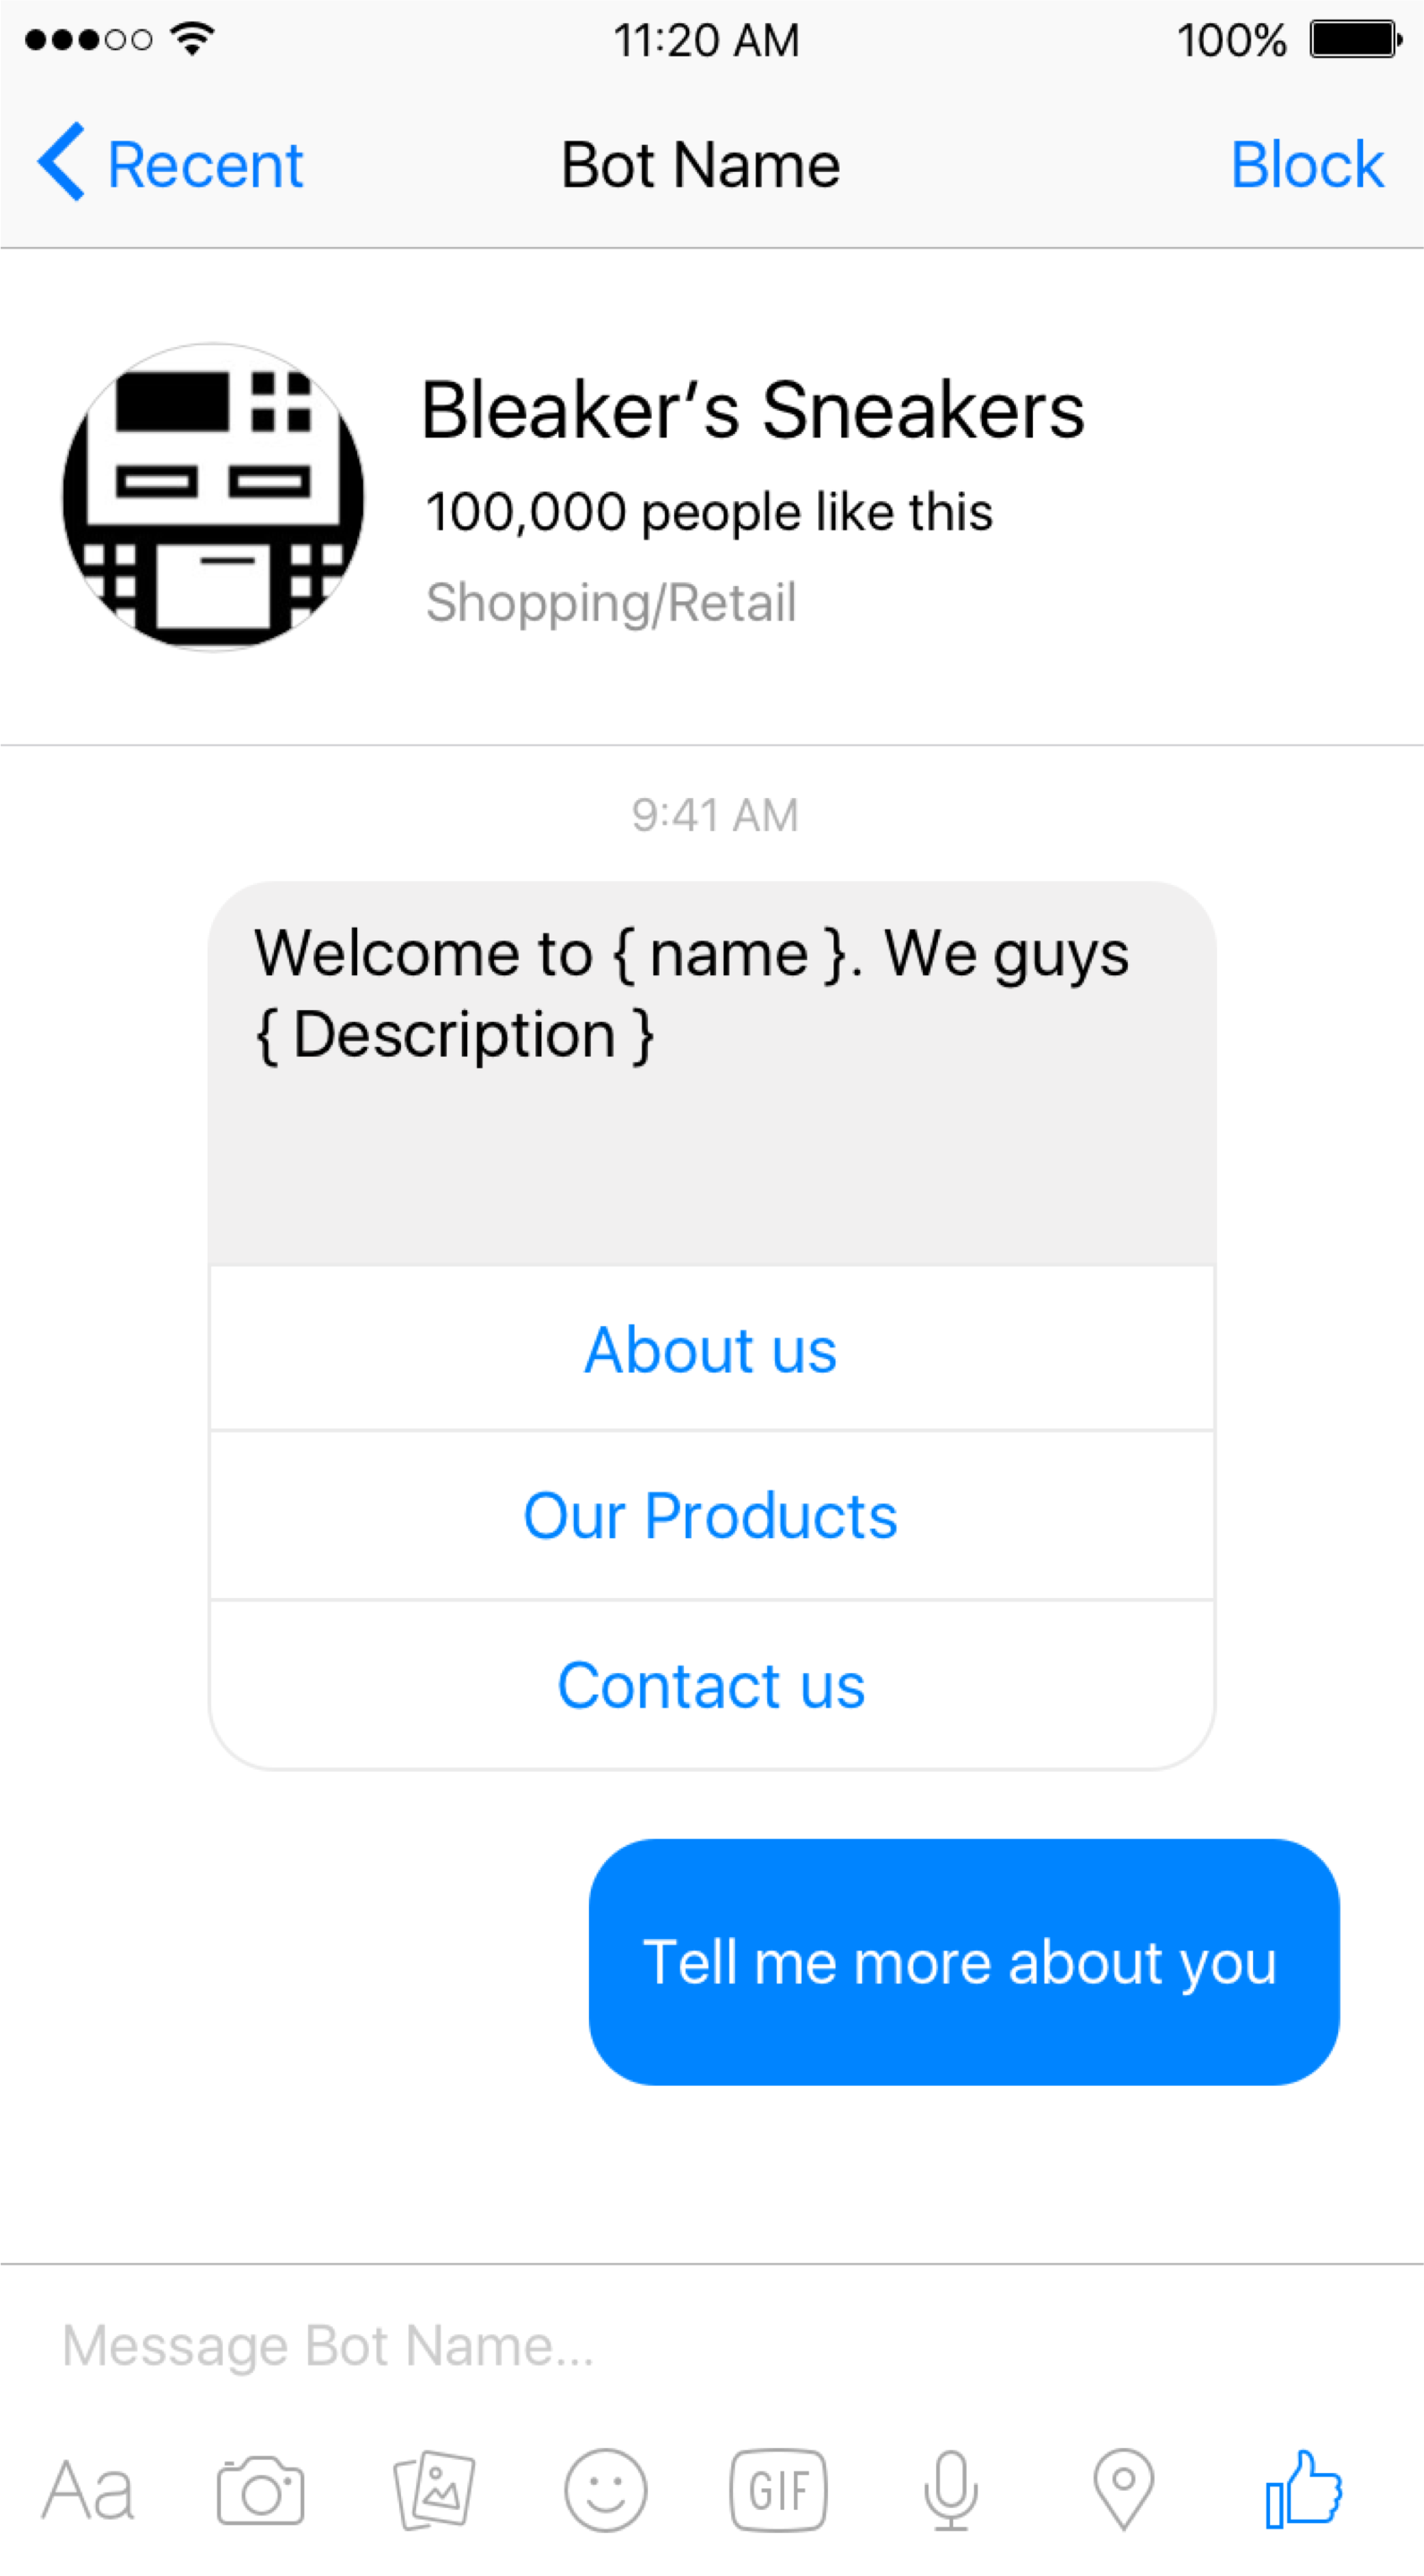 11:20 AM
100%
Recent
Bot Name
Block
Bleaker’s Sneakers
100,000 people like this
Shopping/Retail
9:41 AM
Welcome to { name }. We guys
{ Description }
About us
Our Products
Contact us
Tell me more about you
Message Bot Name...
Aa
GIF